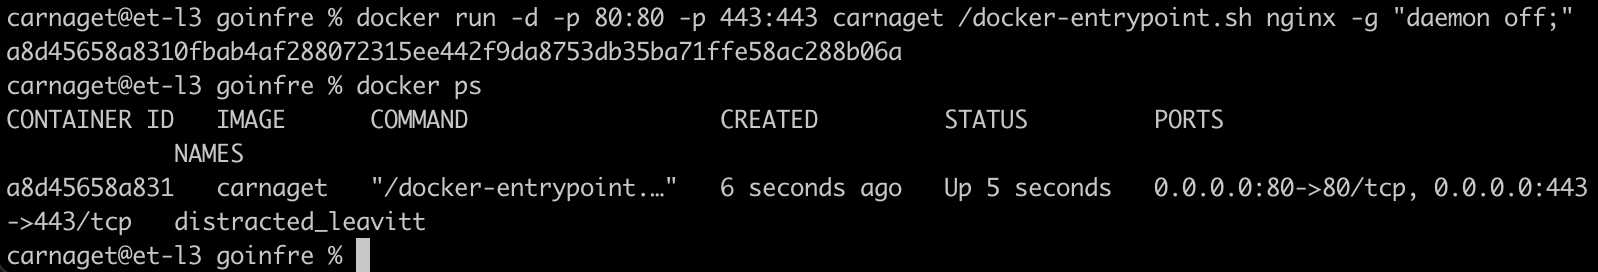 carnaget@et-l3 goinfre % docker run -d -p 80:80 -p 443:443 carnaget /docker-entrypoint.sh nginx -g "daemon off;"
a8d45658a8310fbab4af288072315ee442f9da8753db35ba71ffe58ac288b06a
carnaget@et-l3 goinfre % docker ps
CONTAINER ID   IMAGE      COMMAND                  CREATED         STATUS         PORTS
            NAMES
a8d45658a831   carnaget   "/docker-entrypoint.…"   6 seconds ago   Up 5 seconds   0.0.0.0:80->80/tcp, 0.0.0.0:443
->443/tcp   distracted_leavitt
carnaget@et-l3 goinfre %